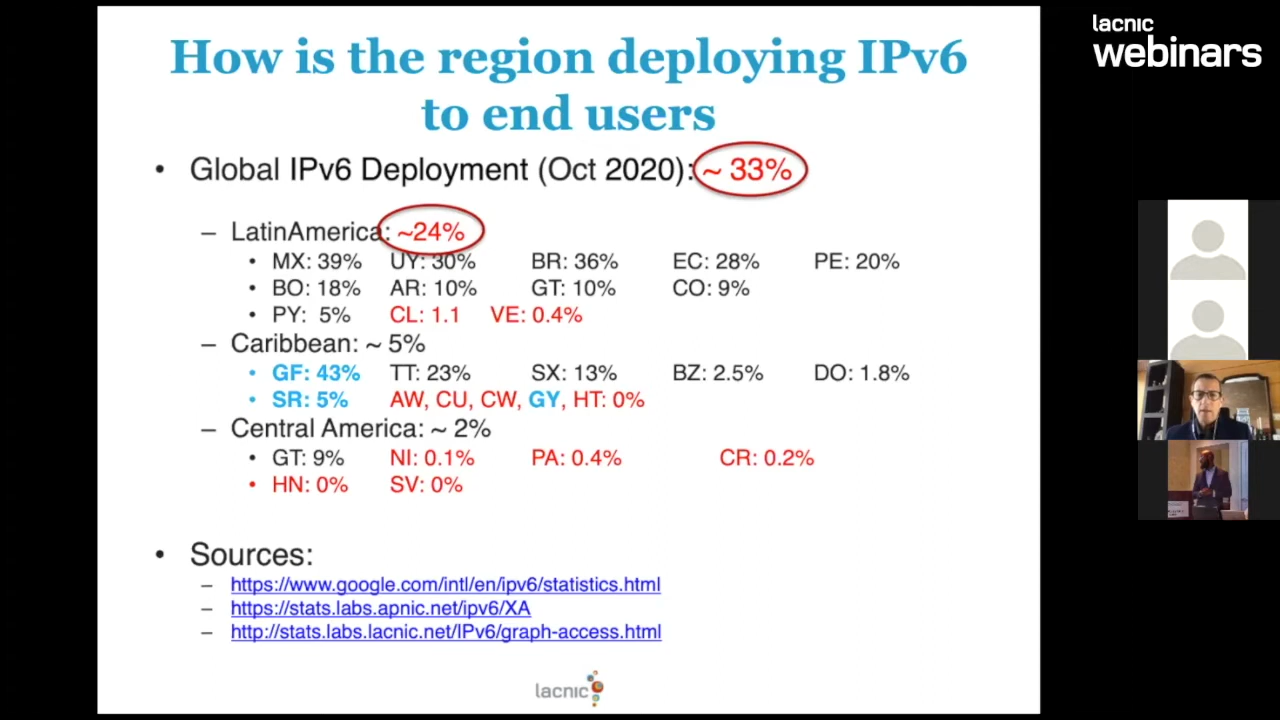 lacnic
webinars
How is the region deploying IPv6
to end users
• Global IPv6 Deployment (Oct 2020): ~ 33%
– LatinAmerica: ~24%
• MX: 39% UY: 30% BR: 36% EC: 28% PE: 20%
• BO: 18% AR: 10% GT: 10% CO: 9%
• PY: 5% CL: 1.1 VE: 0.4%
– Caribbean: ~ 5%
• GF: 43% TT: 23% SX: 13% BZ: 2.5% DO: 1.8%
• SR: 5% AW, CU, CW, GY, HT: 0%
– Central America: ~ 2%
• GT: 9% NI: 0.1% PA: 0.4% CR: 0.2%
• HN: 0% SV: 0%
• Sources:
– https://www.google.com/intl/en/ipv6/statistics.html
– https://stats.labs.apnic.net/ipv6/XA
– http://stats.labs.lacnic.net/IPv6/graph-access.html
lacnic